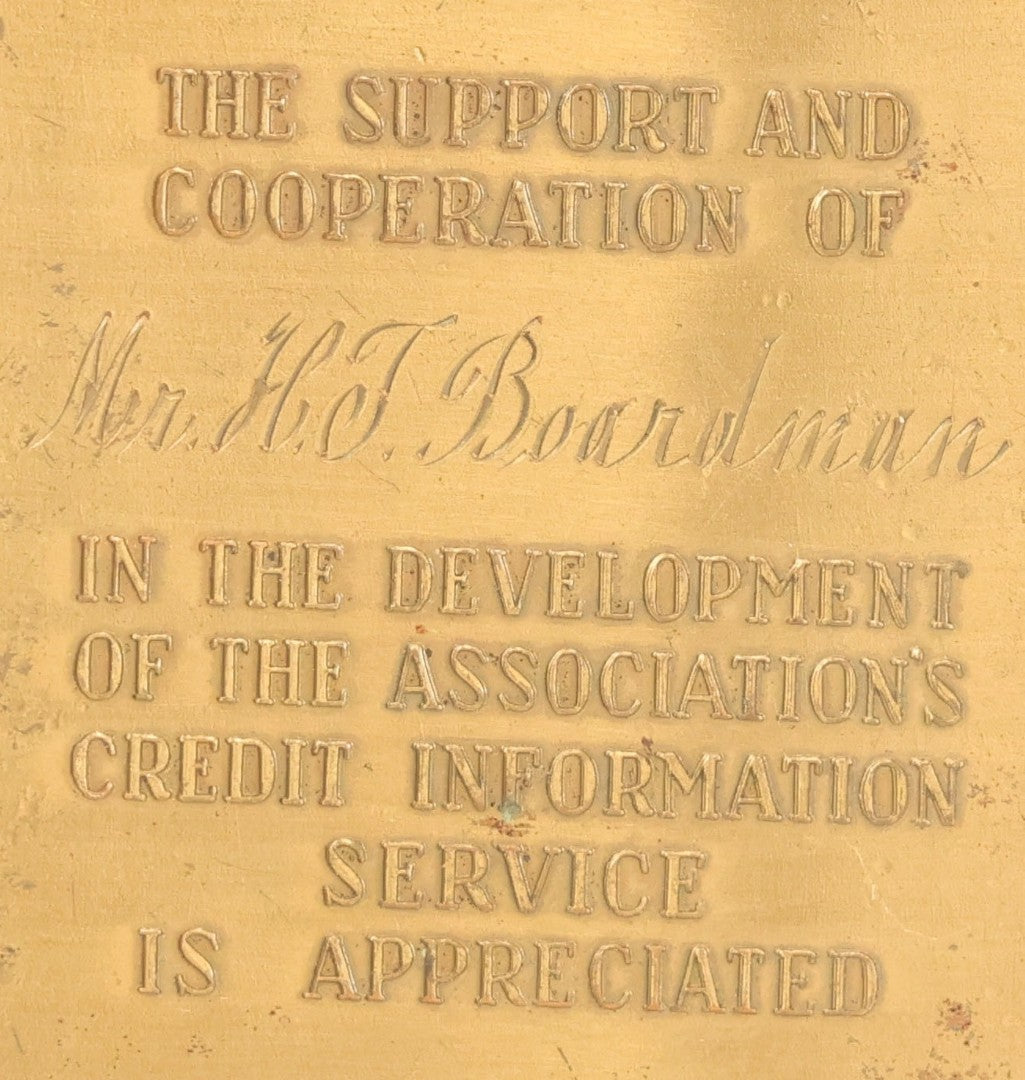 THE SUPPORT AND
COOPERATION OF
Mr. H.T. Boardman
IN THE DEVELOPMENT
OF THE ASSOCIATION'S
CREDIT INFORMATION
SERVICE
IS APPRECIATED